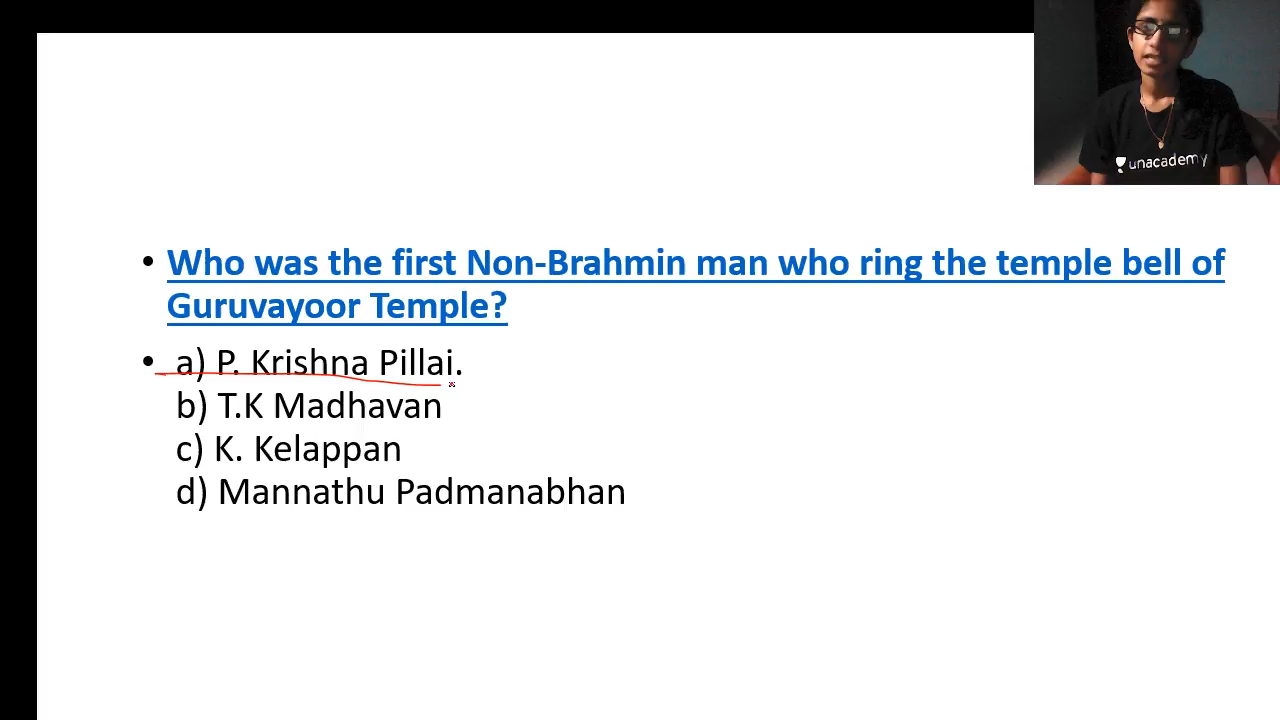 unacademy
• Who was the first Non-Brahmin man who ring the temple bell of
Guruvayoor Temple?
• a) P. Krishna Pillai.
b) T.K Madhavan
c) K. Kelappan
d) Mannathu Padmanabhan